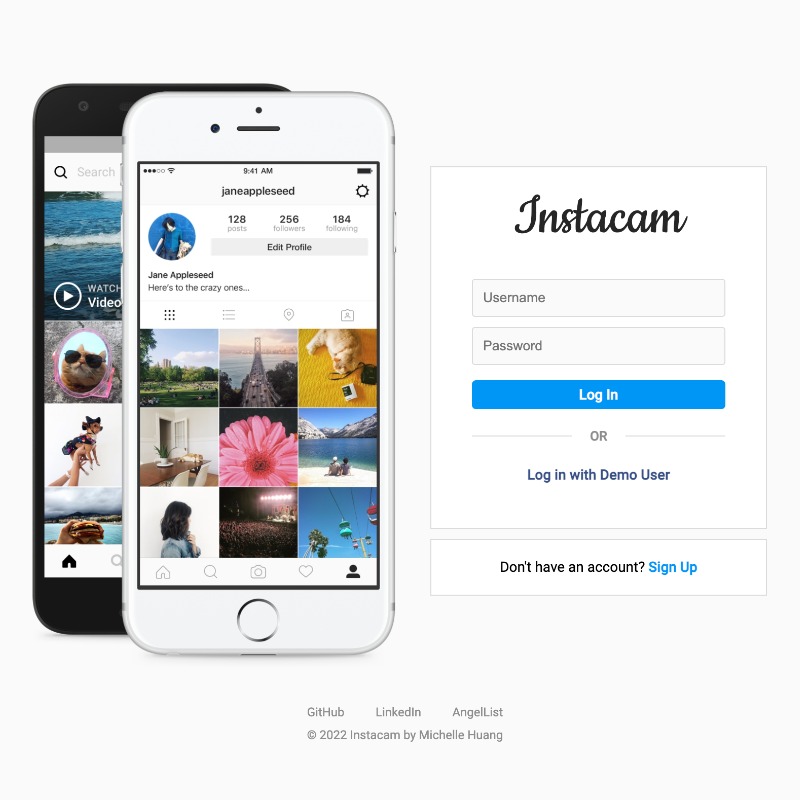 Search
WATCH
Video
9:41 AM
janeappleseed
128
posts
256
followers
184
following
Edit Profile
Jane Appleseed
Here's to the crazy ones...
Instacam
Username
Password
Log In
OR
Log in with Demo User
Don't have an account? Sign Up
GitHub LinkedIn AngelList
© 2022 Instacam by Michelle Huang